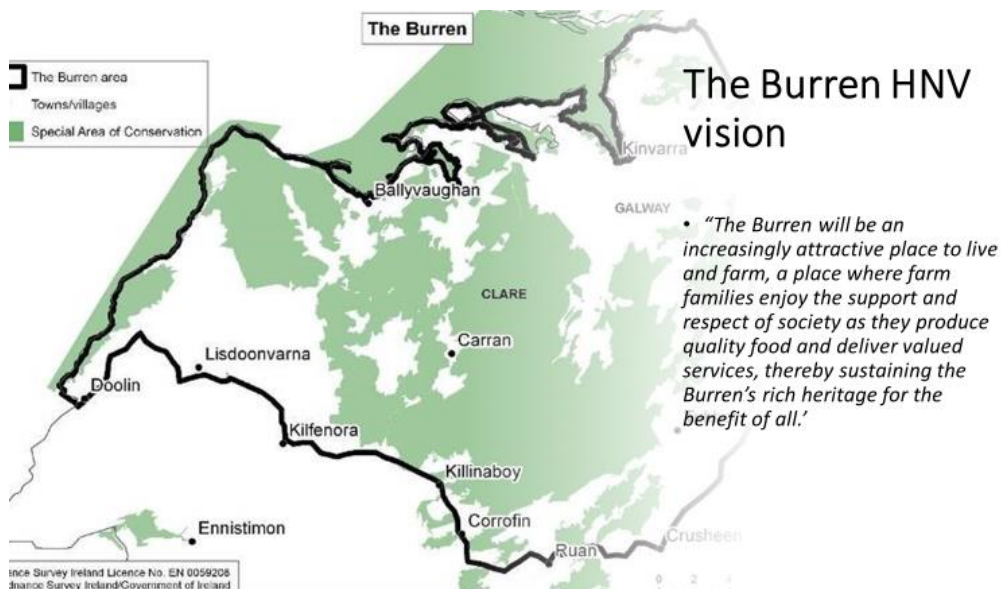 The Burren
The Burren area
Towns/villages
Special Area of Conservation
The Burren HNV
vision
Kinvarra
Ballyvaughan
GALWAY
• “The Burren will be an
increasingly attractive place to live
and farm, a place where farm
families enjoy the support and
respect of society as they produce
quality food and deliver valued
services, thereby sustaining the
Burren’s rich heritage for the
benefit of all.’
CLARE
Carran
Lisdoonvarna
Doolin
Kilfenora
Killinaboy
Corrofin
Ennistimon
Ruan
Crusheen
0 2
ence Survey Ireland Licence No. EN 0059208
dnance Survey Ireland/Government of Ireland